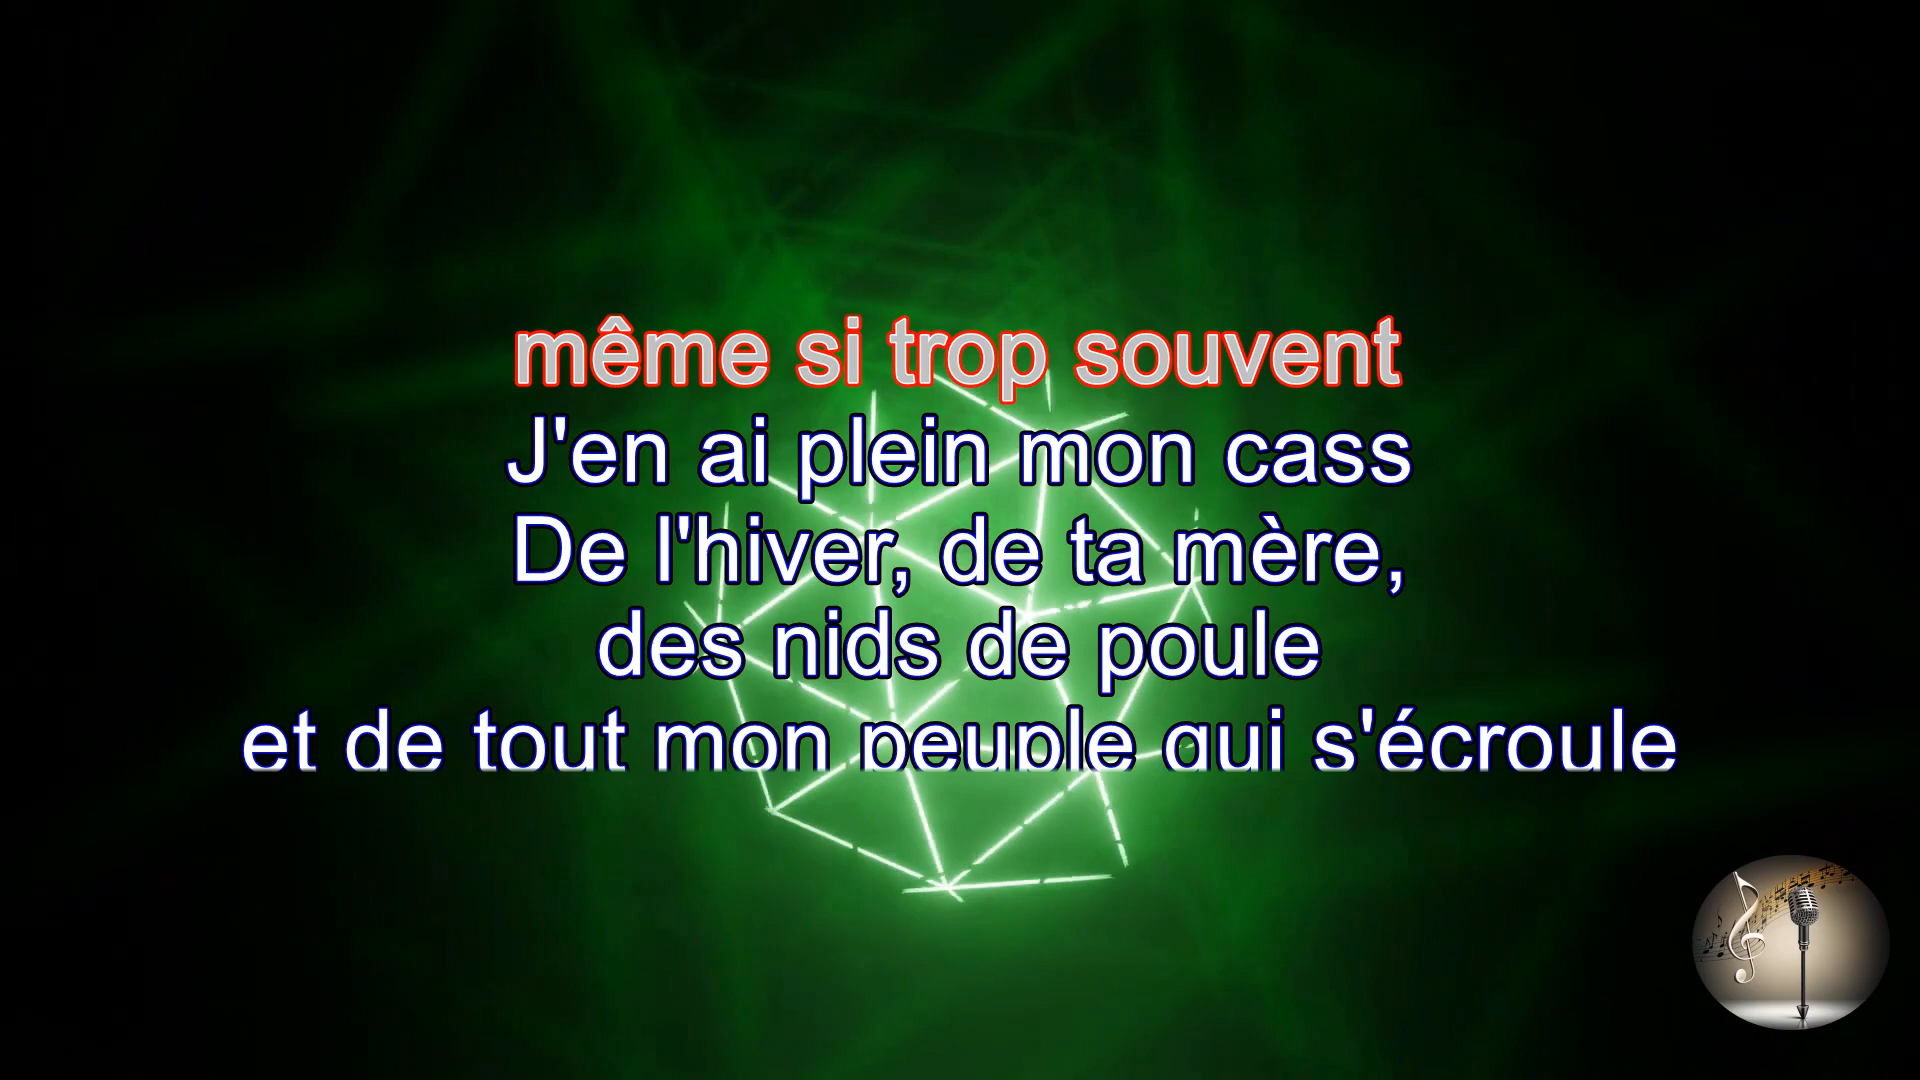 même si trop souvent
J'en ai plein mon cass
De l'hiver, de ta mère,
des nids de poule
et de tout mon peuple qui s'écroule